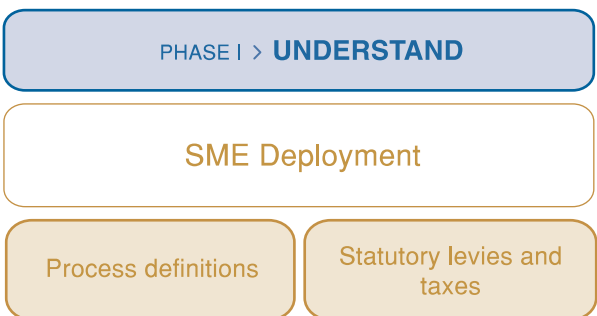 PHASE I > UNDERSTAND
SME Deployment
Process definitions
Statutory levies and
taxes